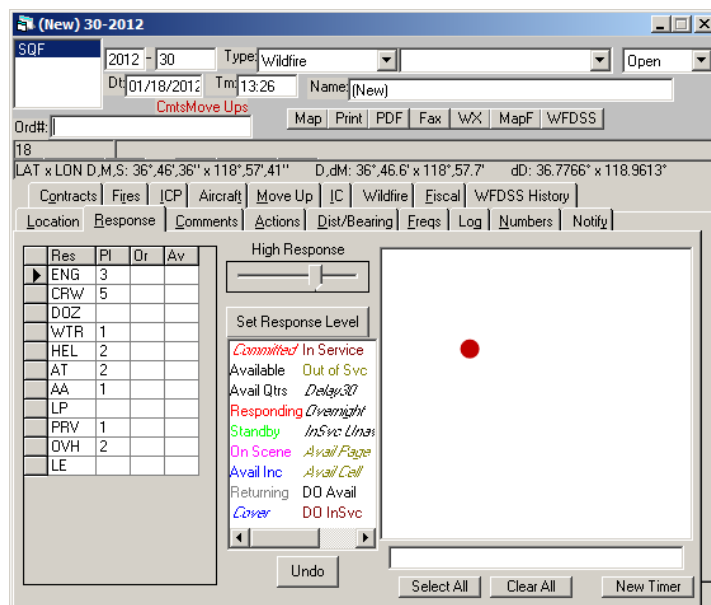 (New) 30-2012
SQF
2012 - 30 Type: Wildfire Open
Dt: 01/18/2012 Tm: 13:26 Name: (New)
CmtsMove Ups
Map Print PDF Fax WX MapF WFDSS
Ord#:
18
LAT x LON D,M,S: 36°,46',36" x 118°,57',41" D,dM: 36°,46.6' x 118°,57.7' dD: 36.7766° x 118.9613°
Contracts Fires ICP Aircraft Move Up IC Wildfire Fiscal WFDSS History
Location Response Comments Actions Dist/Bearing Freqs Log Numbers Notify
Res Pl Or Av
ENG 3
CRW 5
DOZ
WTR 1
HEL 2
AT 2
AA 1
LP
PRV 1
OVH 2
LE
High Response
Set Response Level
Committed In Service
Available Out of Svc
Avail Qtrs Delay30
Responding Overnight
Standby InSvc Unav
On Scene Avail Page
Avail Inc Avail Cell
Returning DO Avail
Cover DO InSvc
Undo
Select All Clear All New Timer